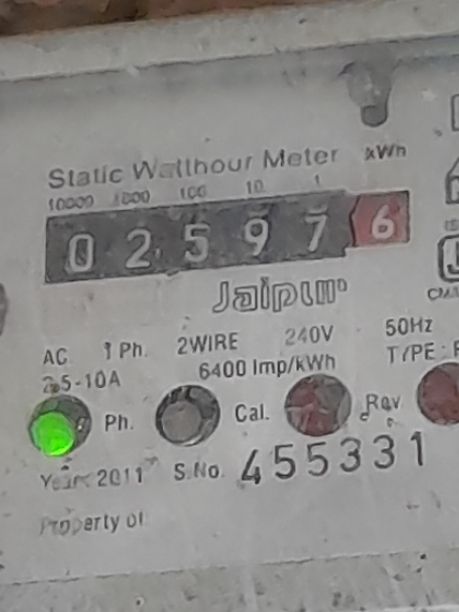 Static Watthour Meter kWh
10000 1000 100 10 1
0 2 5 9 7 6
Jaipur
AC 1 Ph. 2WIRE 240V 50Hz
2.5-10A 6400 Imp/kWh TYPE :
Ph. Cal. Rev
Year 2011 S.No. 455331
Property of